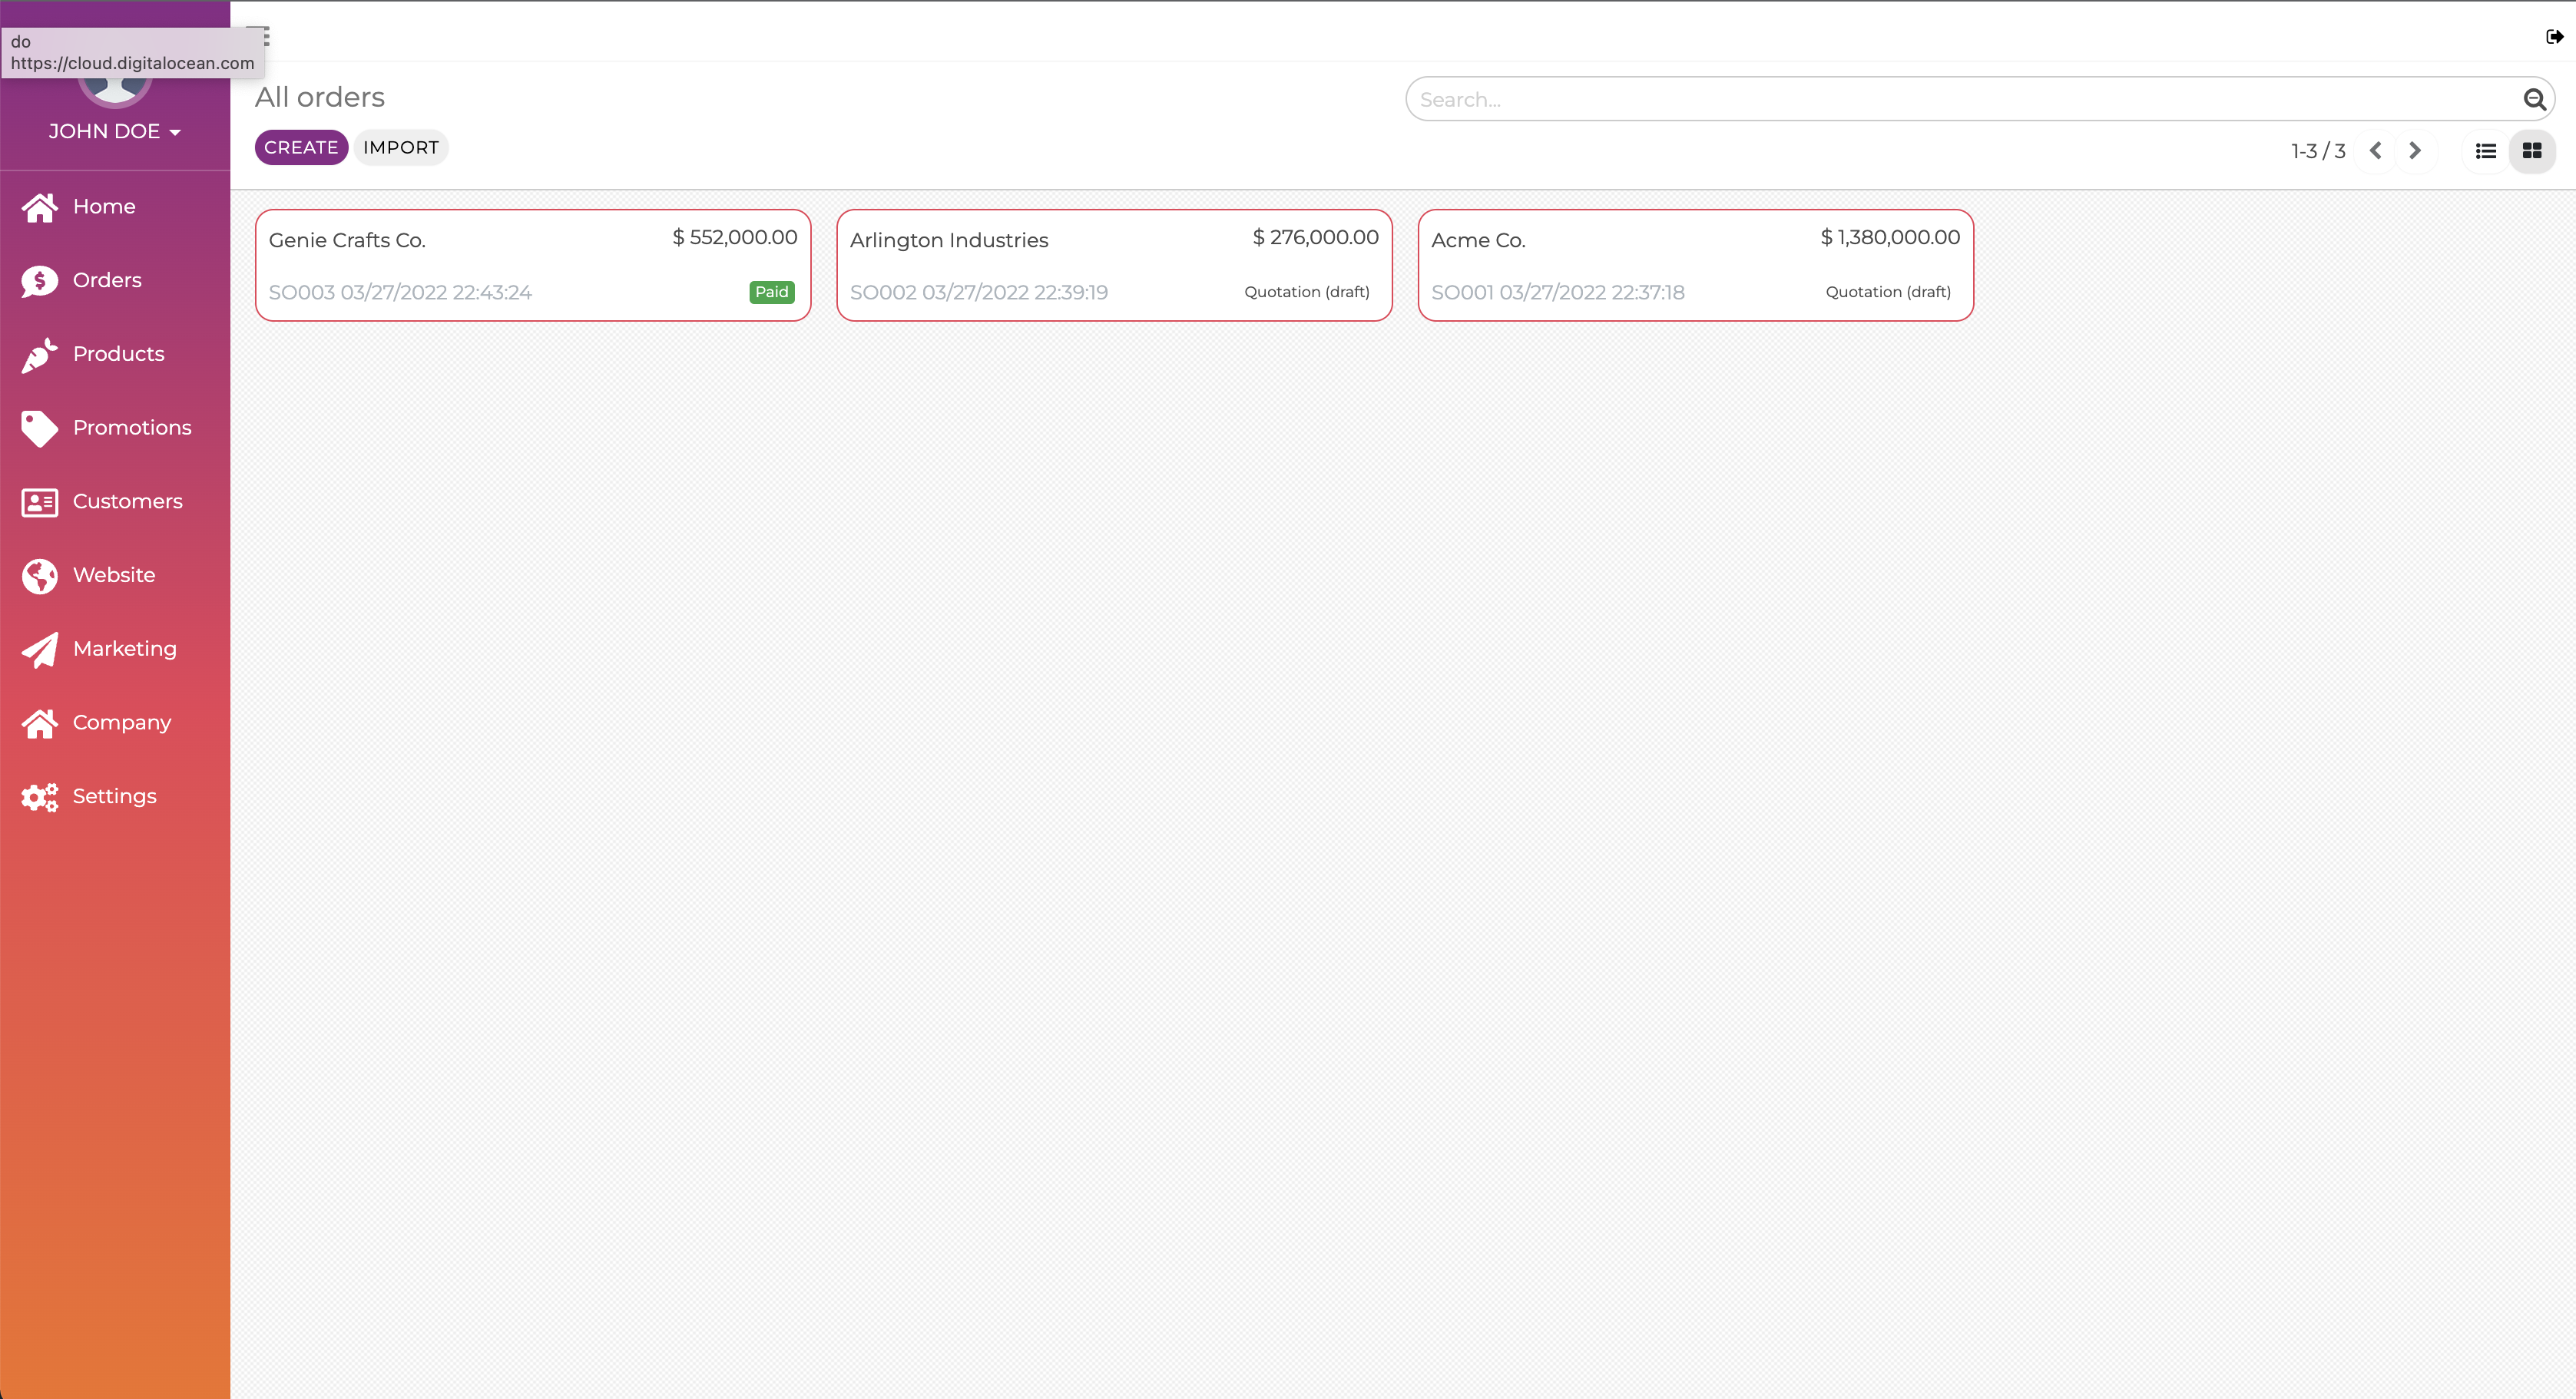 do
https://cloud.digitalocean.com
JOHN DOE
Home
Orders
Products
Promotions
Customers
Website
Marketing
Company
Settings
All orders
Search...
CREATE IMPORT
1-3 / 3
Genie Crafts Co. $ 552,000.00
SO003 03/27/2022 22:43:24 Paid
Arlington Industries $ 276,000.00
SO002 03/27/2022 22:39:19 Quotation (draft)
Acme Co. $ 1,380,000.00
SO001 03/27/2022 22:37:18 Quotation (draft)